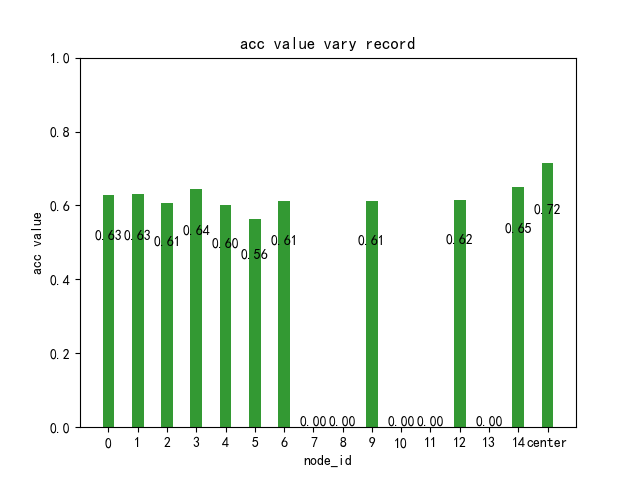 acc value vary record
acc value
1.0
0.8
0.6
0.4
0.2
0.0
0.63 0.63 0.61 0.64 0.60 0.56 0.61 0.00 0.00 0.61 0.00 0.00 0.62 0.00 0.65 0.72
0 1 2 3 4 5 6 7 8 9 10 11 12 13 14 center
node_id